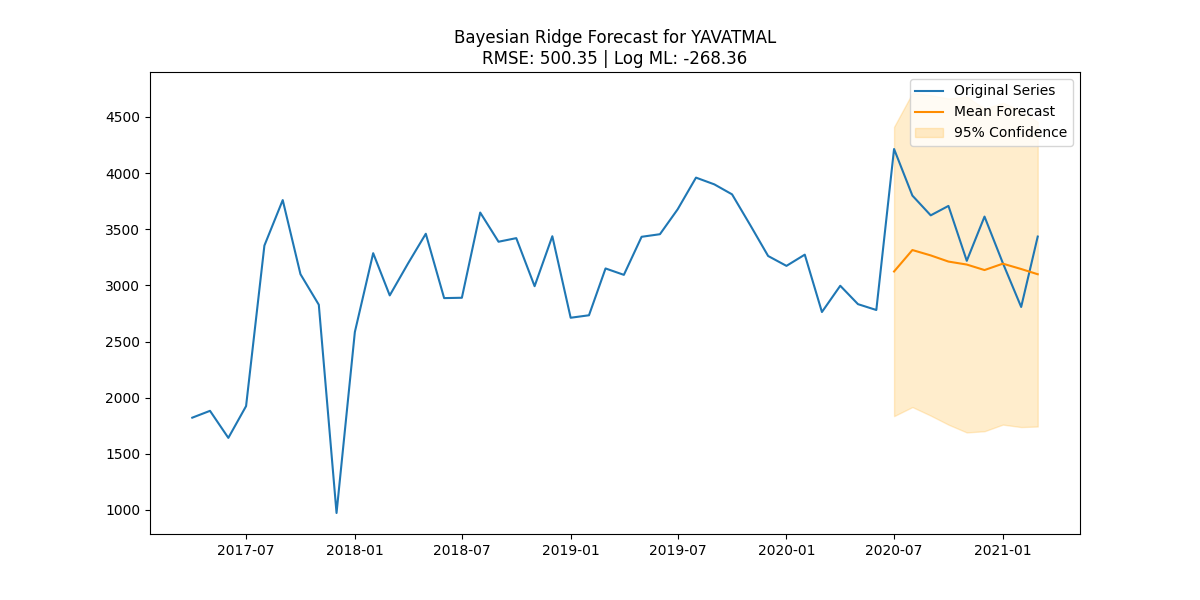 Bayesian Ridge Forecast for YAVATMAL
RMSE: 500.35 | Log ML: -268.36
Original Series
Mean Forecast
95% Confidence
4500
4000
3500
3000
2500
2000
1500
1000
2017-07 2018-01 2018-07 2019-01 2019-07 2020-01 2020-07 2021-01